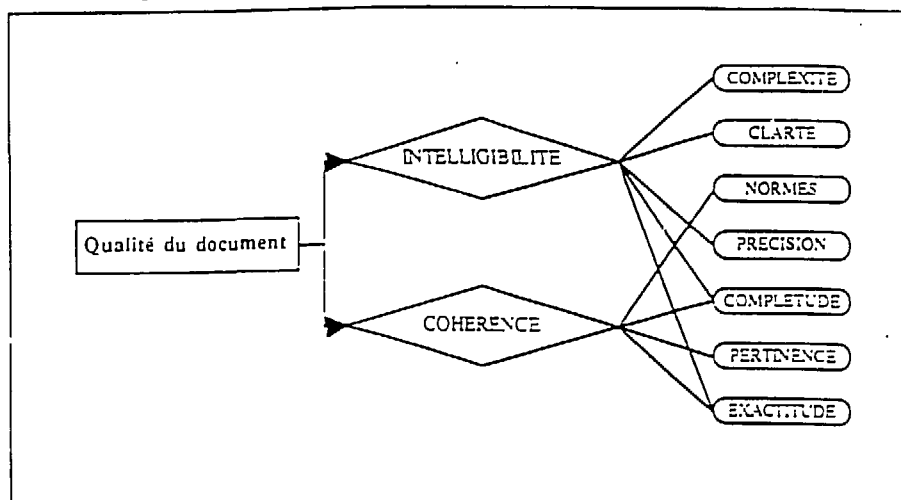 COMPLEXITE
CLARTE
INTELLIGIBILITE
NORMES
Qualité du document
PRECISION
COMPLETUDE
COHERENCE
PERTINENCE
EXACTITUDE